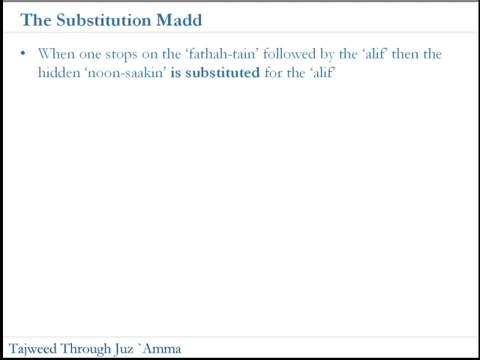 The Substitution Madd
• When one stops on the ‘fathah-tain’ followed by the ‘alif’ then the
hidden ‘noon-saakin’ is substituted for the ‘alif’
Tajweed Through Juz `Amma